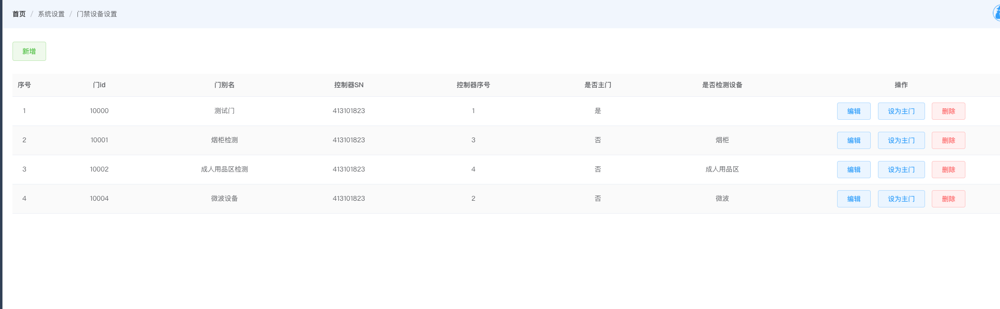 首页 / 系统设置 / 门禁设备设置
新增
序号 门id 门别名 控制器SN 控制器序号 是否主门 是否检测设备 操作
1 10000 测试门 413101823 1 是 编辑 设为主门 删除
2 10001 烟柜检测 413101823 3 否 烟柜 编辑 设为主门 删除
3 10002 成人用品区检测 413101823 4 否 成人用品区 编辑 设为主门 删除
4 10004 微波设备 413101823 2 否 微波 编辑 设为主门 删除